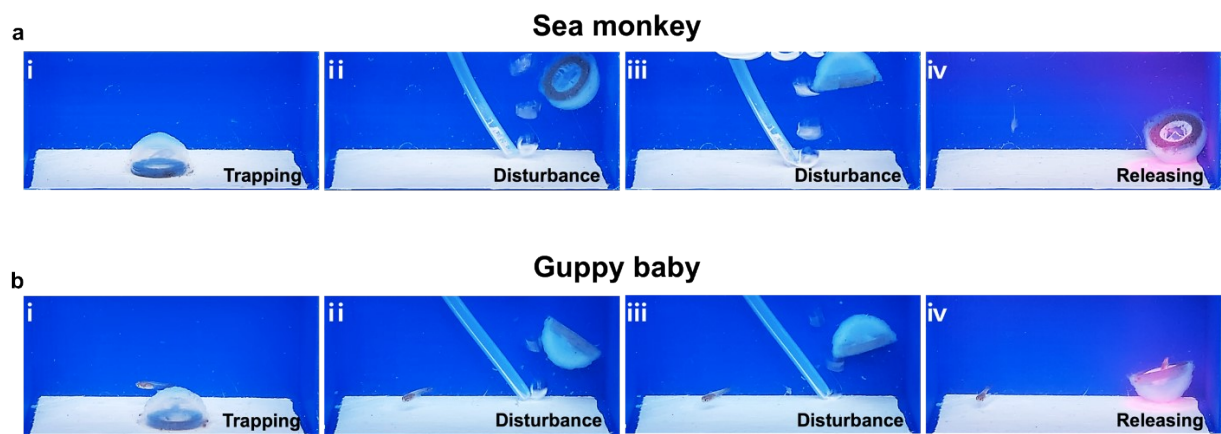 a
Sea monkey
i
Trapping
ii
Disturbance
iii
Disturbance
iv
Releasing
b
Guppy baby
i
Trapping
ii
Disturbance
iii
Disturbance
iv
Releasing